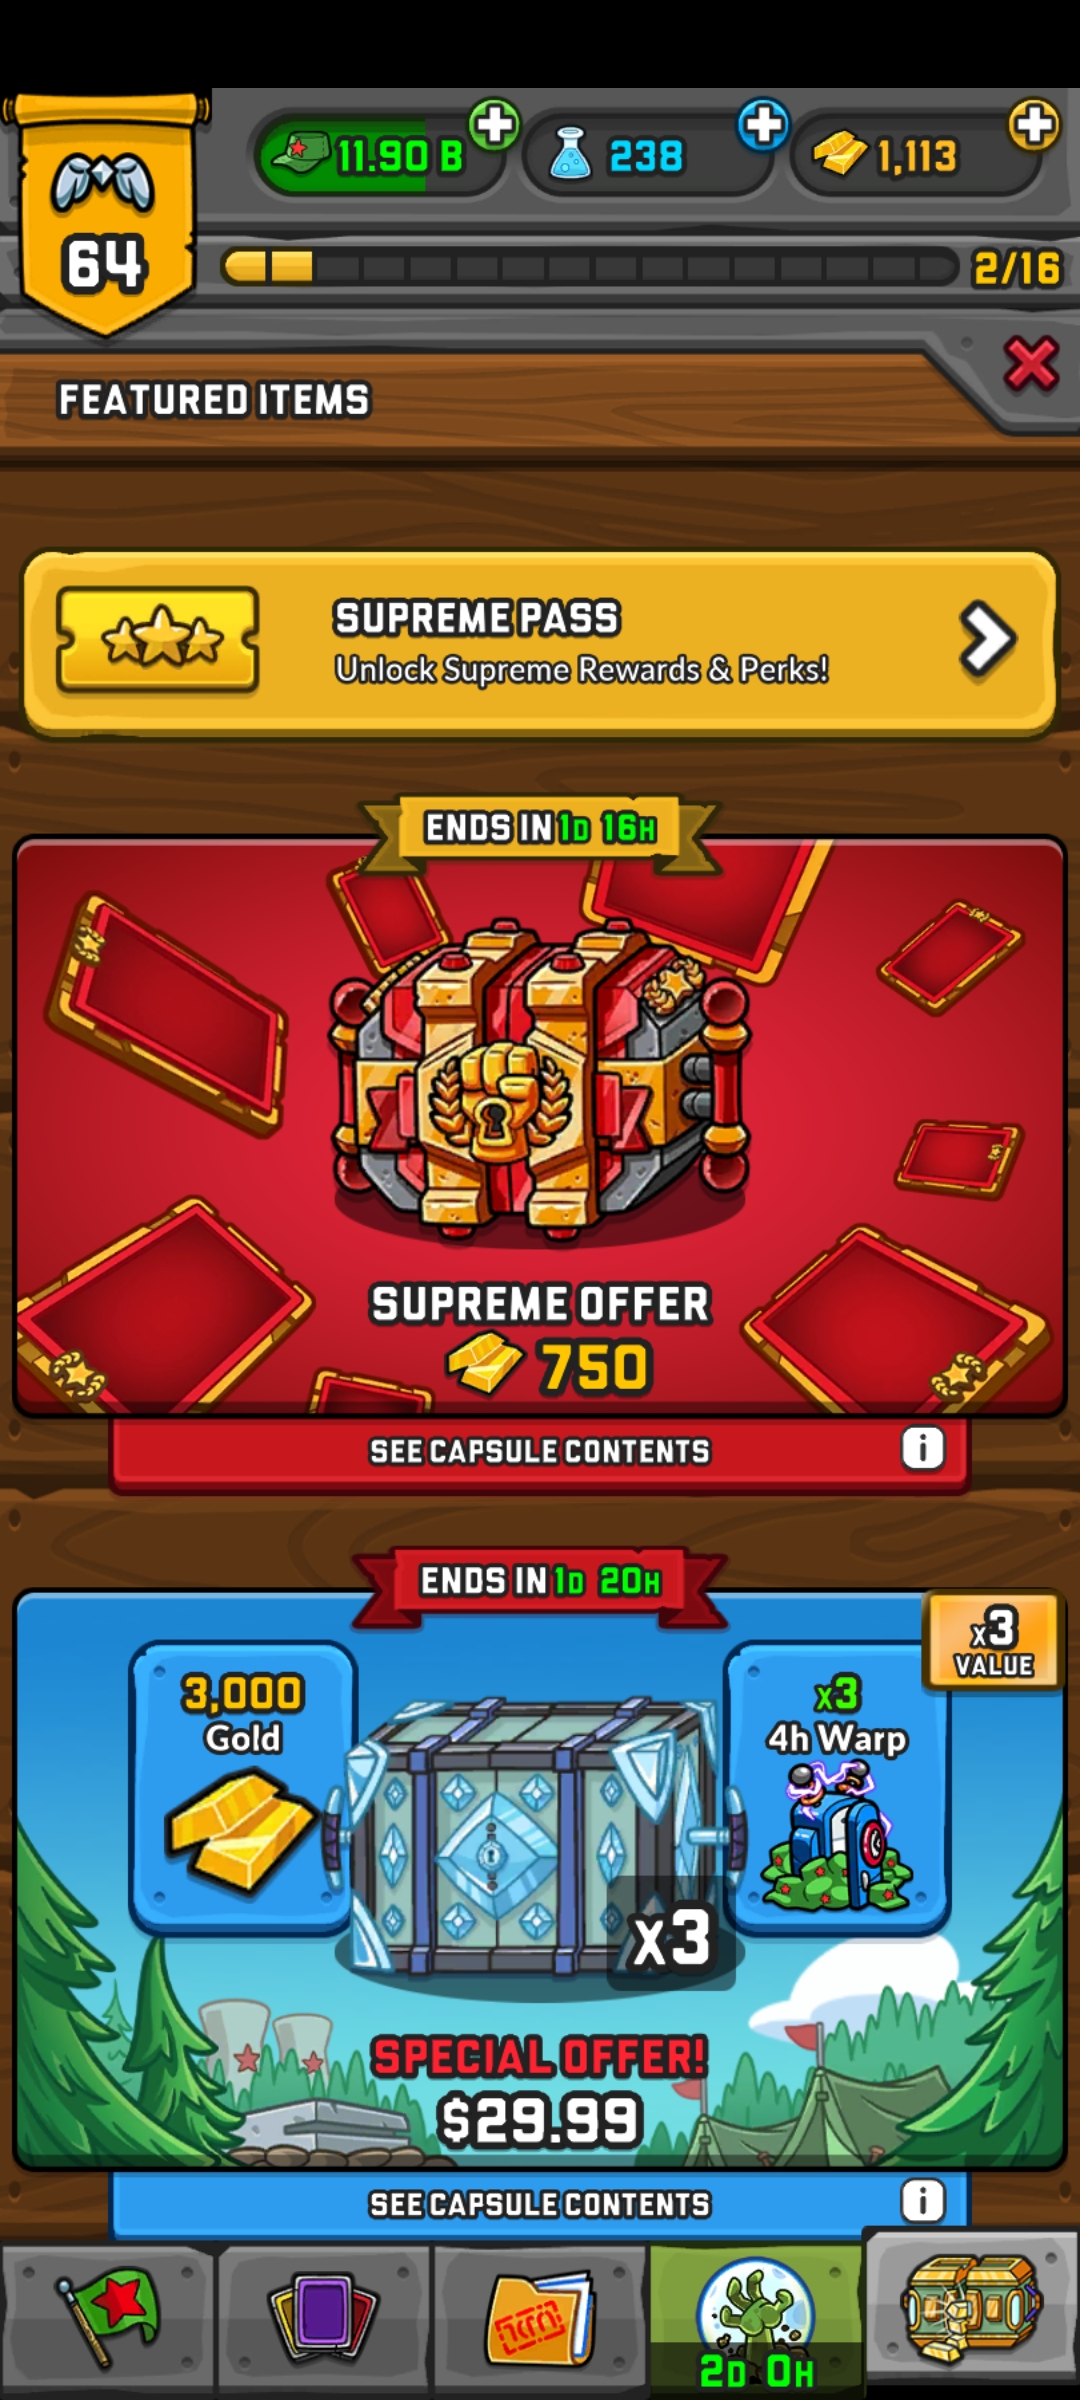 11.90 B
238
1,113
64
2/16
FEATURED ITEMS
SUPREME PASS
Unlock Supreme Rewards & Perks!
ENDS IN 1D 16H
SUPREME OFFER
750
SEE CAPSULE CONTENTS
i
ENDS IN 1D 20H
x3
VALUE
3,000
Gold
x3
4h Warp
x3
SPECIAL OFFER!
$29.99
SEE CAPSULE CONTENTS
i
2D 0H